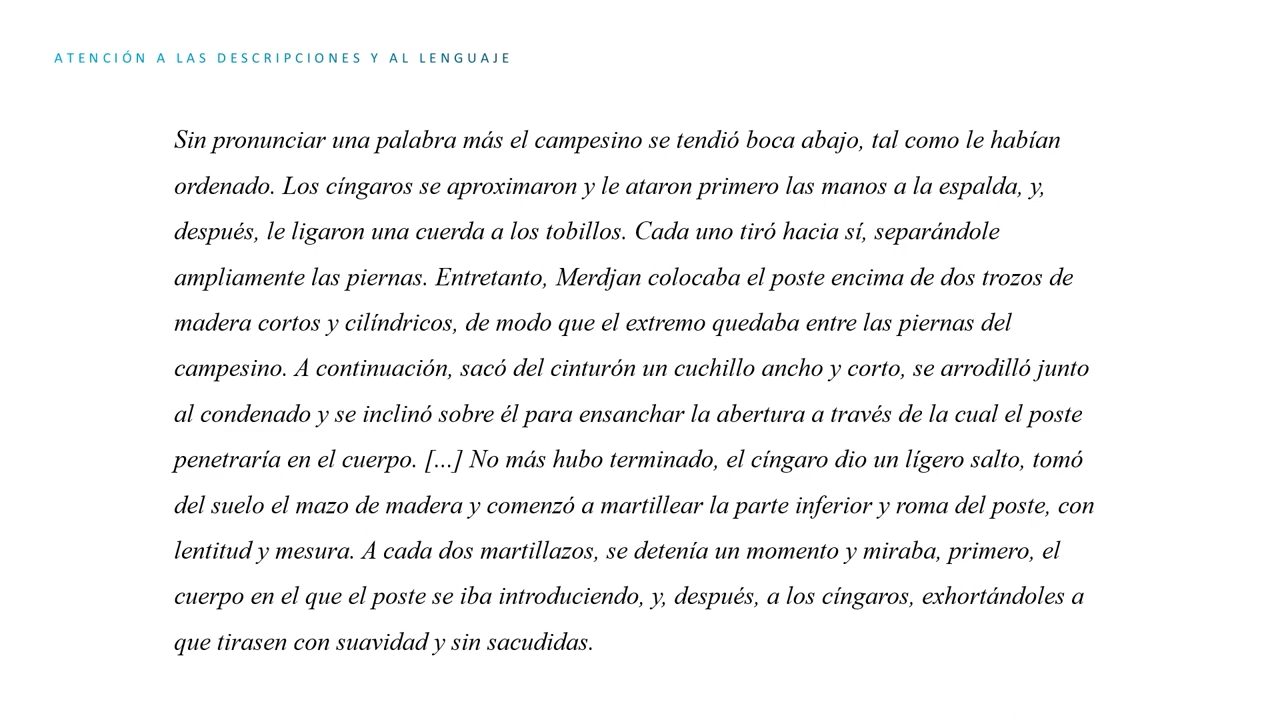 ATENCIÓN A LAS DESCRIPCIONES Y AL LENGUAJE
Sin pronunciar una palabra más el campesino se tendió boca abajo, tal como le habían
ordenado. Los cíngaros se aproximaron y le ataron primero las manos a la espalda, y,
después, le ligaron una cuerda a los tobillos. Cada uno tiró hacia sí, separándole
ampliamente las piernas. Entretanto, Merdjan colocaba el poste encima de dos trozos de
madera cortos y cilíndricos, de modo que el extremo quedaba entre las piernas del
campesino. A continuación, sacó del cinturón un cuchillo ancho y corto, se arrodilló junto
al condenado y se inclinó sobre él para ensanchar la abertura a través de la cual el poste
penetraría en el cuerpo. [...] No más hubo terminado, el cíngaro dio un lígero salto, tomó
del suelo el mazo de madera y comenzó a martillear la parte inferior y roma del poste, con
lentitud y mesura. A cada dos martillazos, se detenía un momento y miraba, primero, el
cuerpo en el que el poste se iba introduciendo, y, después, a los cíngaros, exhortándoles a
que tirasen con suavidad y sin sacudidas.